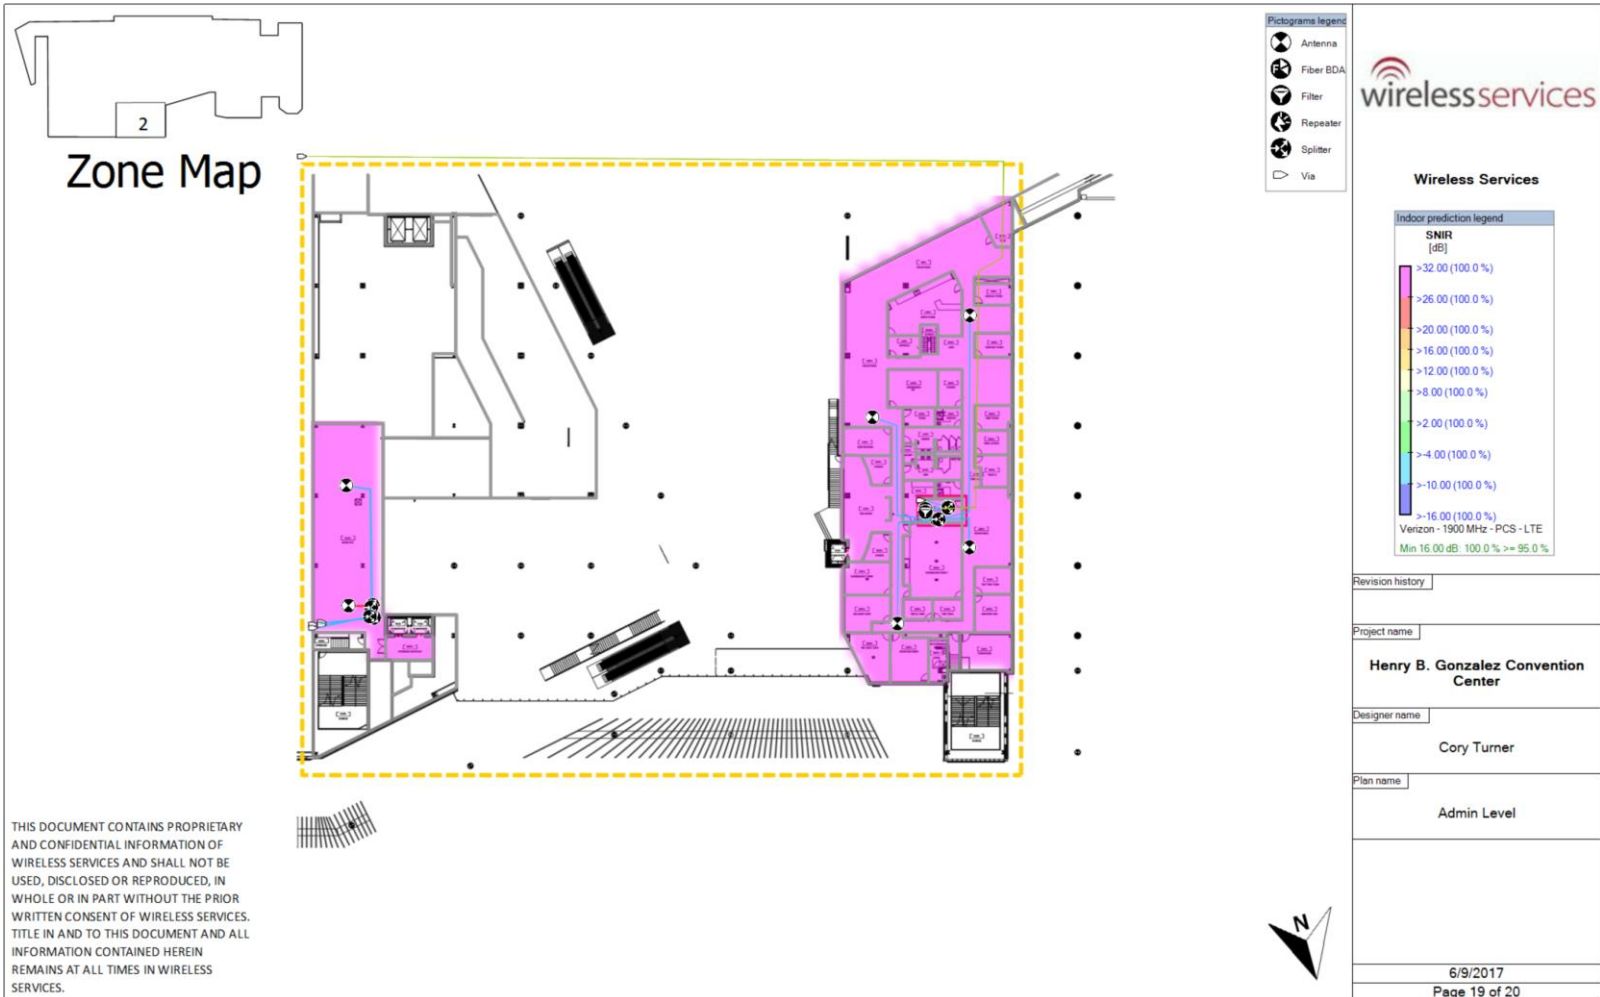 2
Zone Map
Pictograms legend
Antenna
Fiber BDA
Filter
Repeater
Splitter
Via
wirelessservices
Wireless Services
Indoor prediction legend
SNIR
[dB]
>32.00 (100.0 %)
>26.00 (100.0 %)
>20.00 (100.0 %)
>16.00 (100.0 %)
>12.00 (100.0 %)
>8.00 (100.0 %)
>2.00 (100.0 %)
>-4.00 (100.0 %)
>-10.00 (100.0 %)
>-16.00 (100.0 %)
Verizon - 1900 MHz - PCS - LTE
Min 16.00 dB: 100.0 % >= 95.0 %
Revision history
Project name
Henry B. Gonzalez Convention
Center
Designer name
Cory Turner
Plan name
Admin Level
6/9/2017
Page 19 of 20
N
THIS DOCUMENT CONTAINS PROPRIETARY
AND CONFIDENTIAL INFORMATION OF
WIRELESS SERVICES AND SHALL NOT BE
USED, DISCLOSED OR REPRODUCED, IN
WHOLE OR IN PART WITHOUT THE PRIOR
WRITTEN CONSENT OF WIRELESS SERVICES.
TITLE IN AND TO THIS DOCUMENT AND ALL
INFORMATION CONTAINED HEREIN
REMAINS AT ALL TIMES IN WIRELESS
SERVICES.